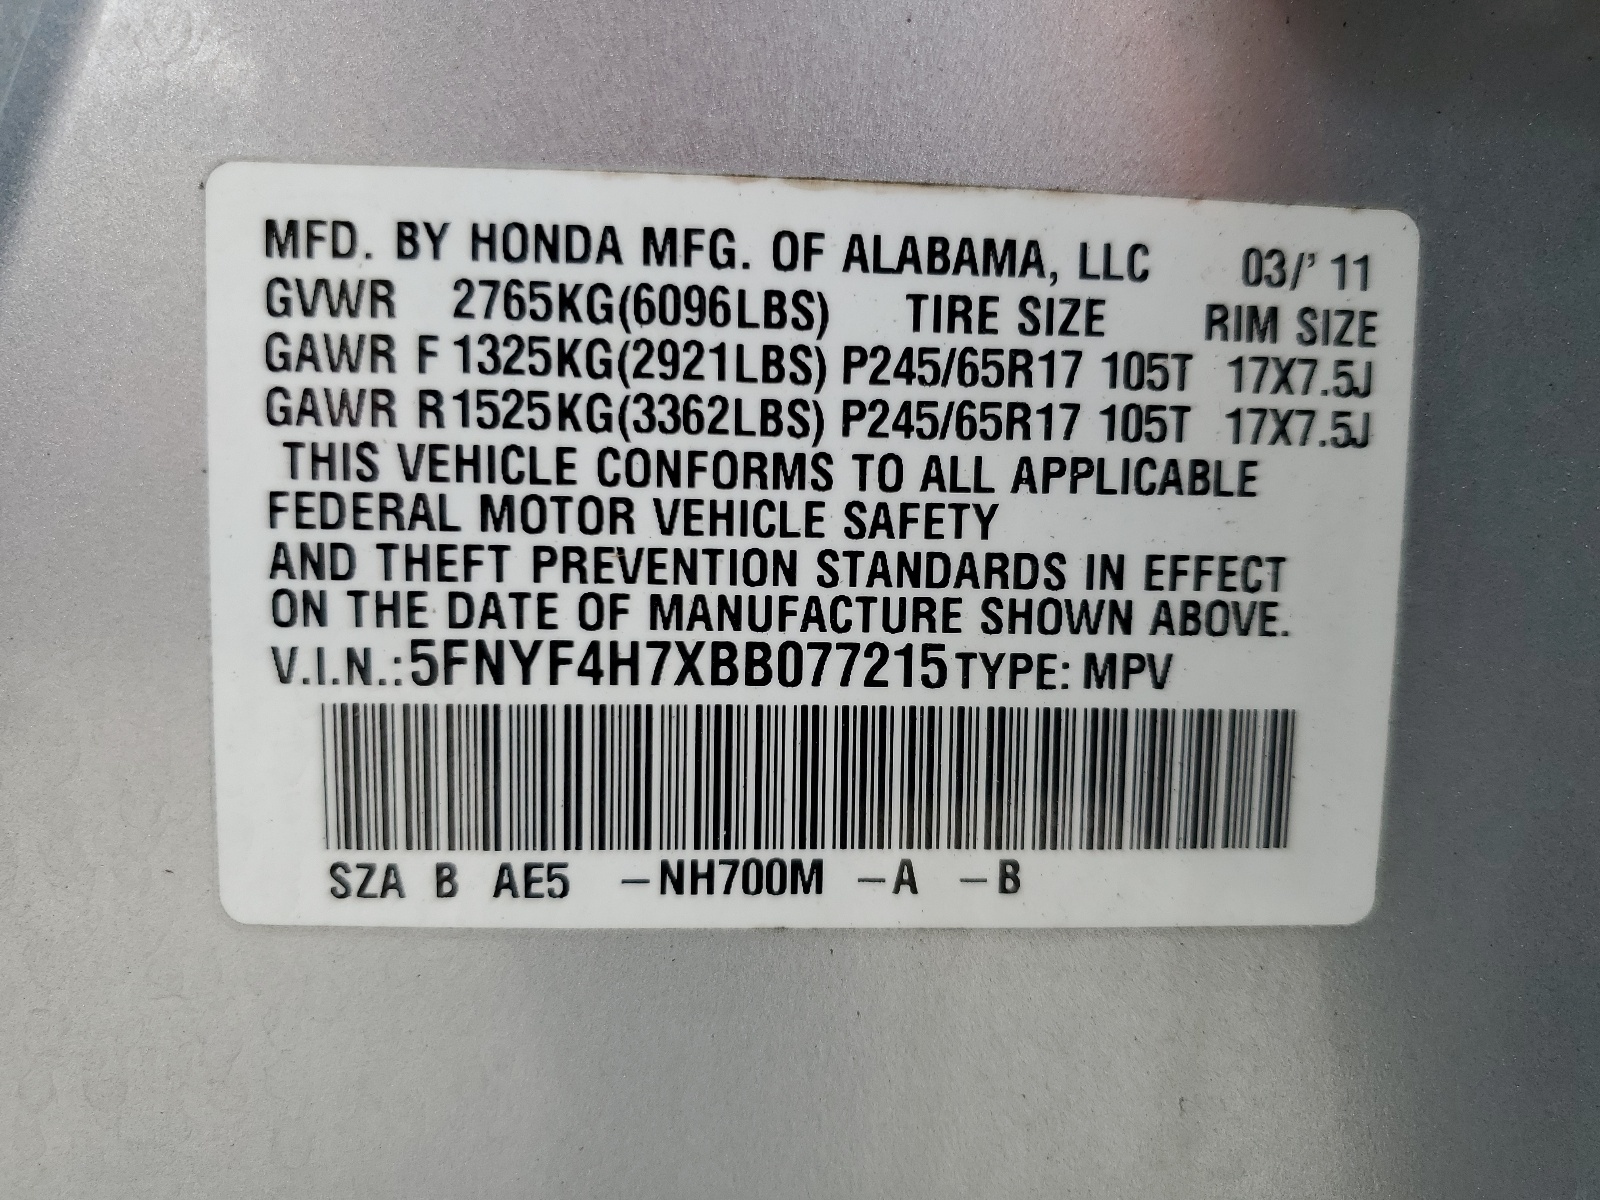 MFD. BY HONDA MFG. OF ALABAMA, LLC 03/' 11
GVWR 2765KG(6096LBS) TIRE SIZE RIM SIZE
GAWR F 1325KG(2921LBS) P245/65R17 105T 17X7.5J
GAWR R 1525KG(3362LBS) P245/65R17 105T 17X7.5J
THIS VEHICLE CONFORMS TO ALL APPLICABLE
FEDERAL MOTOR VEHICLE SAFETY
AND THEFT PREVENTION STANDARDS IN EFFECT
ON THE DATE OF MANUFACTURE SHOWN ABOVE.
V.I.N.:5FNYF4H7XBB077215 TYPE: MPV
SZA B AE5 –NH700M –A –B